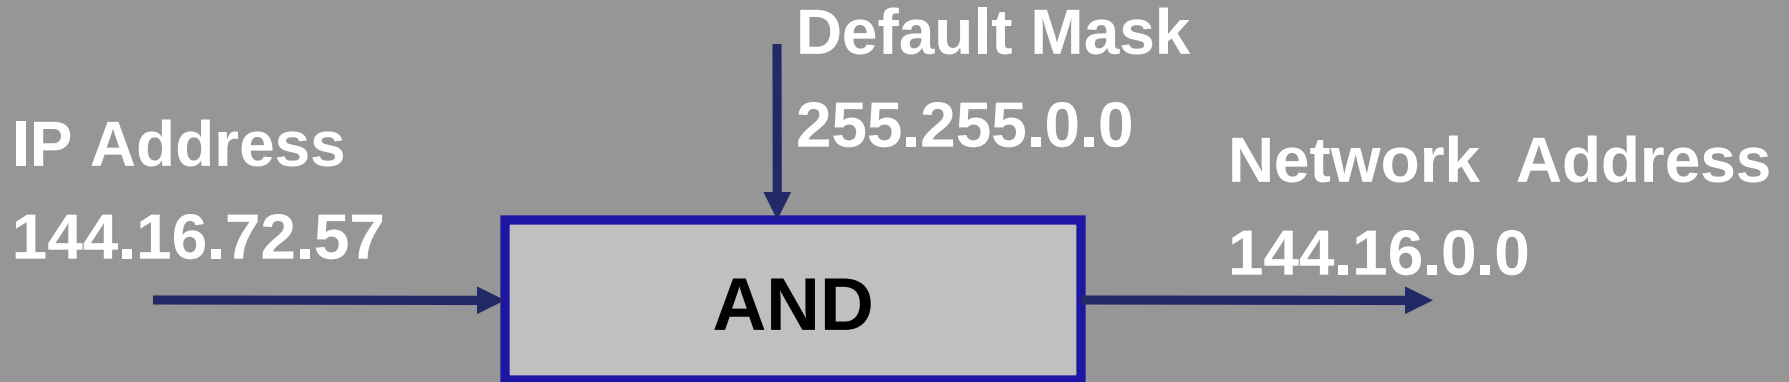 Default Mask
255.255.0.0
IP Address
144.16.72.57
Network Address
144.16.0.0
AND